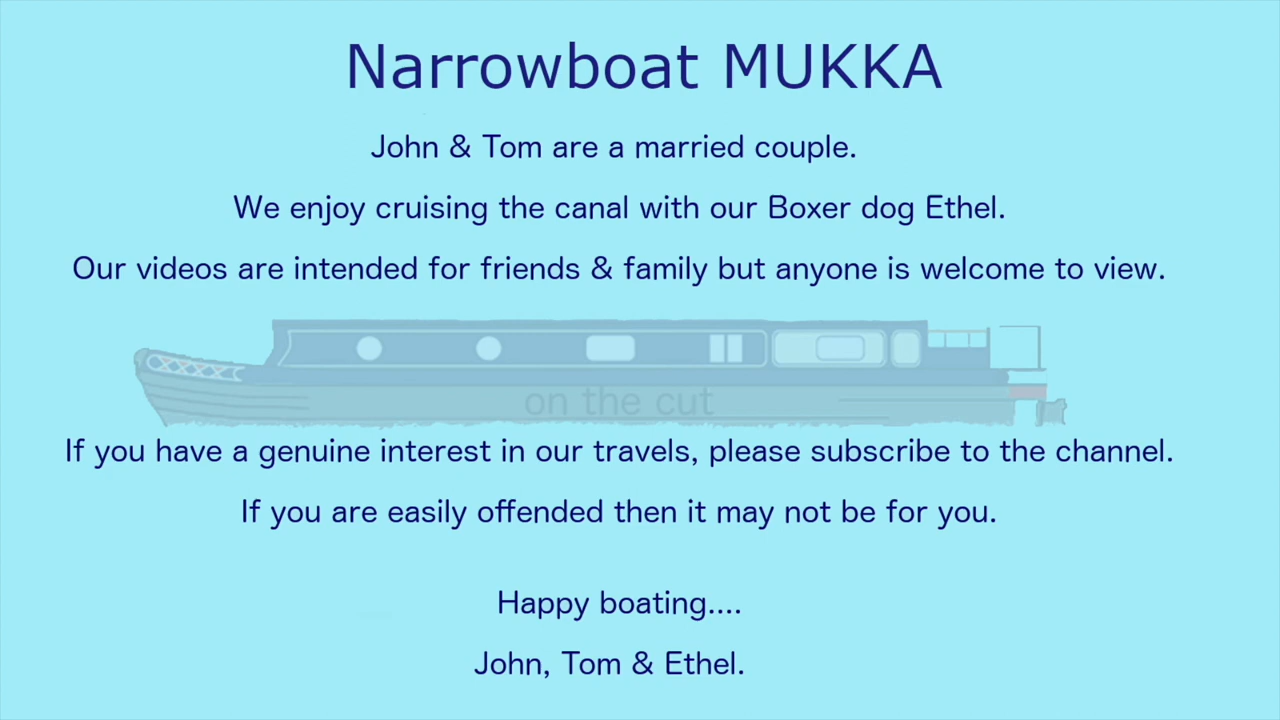 Narrowboat MUKKA
John & Tom are a married couple.
We enjoy cruising the canal with our Boxer dog Ethel.
Our videos are intended for friends & family but anyone is welcome to view.
on the cut
If you have a genuine interest in our travels, please subscribe to the channel.
If you are easily offended then it may not be for you.
Happy boating....
John, Tom & Ethel.